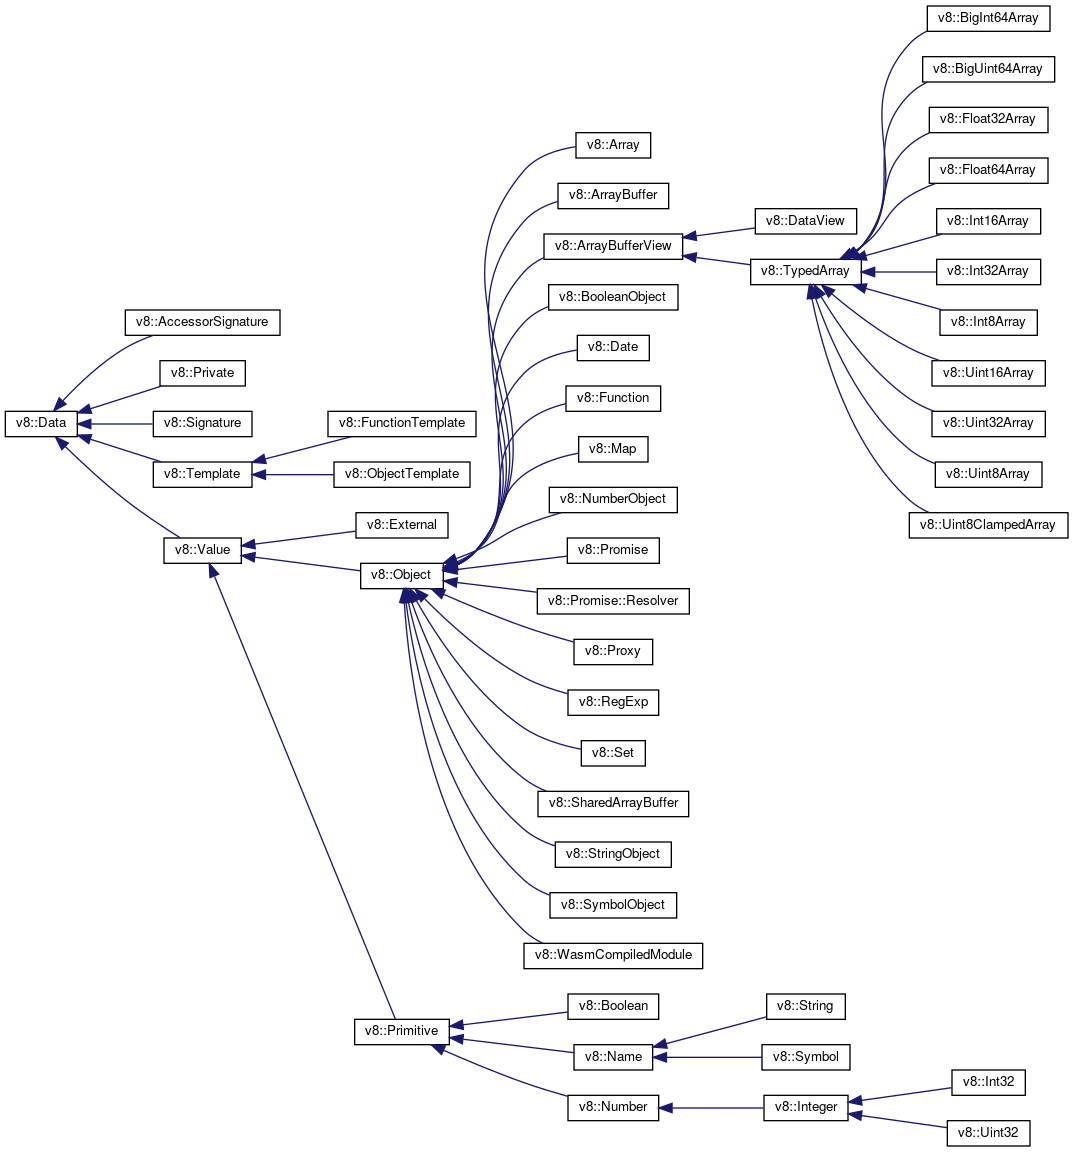 v8::BigInt64Array
v8::BigUint64Array
v8::Float32Array
v8::Array
v8::Float64Array
v8::ArrayBuffer
v8::DataView
v8::Int16Array
v8::ArrayBufferView
v8::TypedArray
v8::Int32Array
v8::BooleanObject
v8::AccessorSignature
v8::Int8Array
v8::Date
v8::Private
v8::Uint16Array
v8::Function
v8::Data
v8::Signature
v8::FunctionTemplate
v8::Uint32Array
v8::Map
v8::Template
v8::ObjectTemplate
v8::Uint8Array
v8::NumberObject
v8::External
v8::Uint8ClampedArray
v8::Value
v8::Promise
v8::Object
v8::Promise::Resolver
v8::Proxy
v8::RegExp
v8::Set
v8::SharedArrayBuffer
v8::StringObject
v8::SymbolObject
v8::WasmCompiledModule
v8::Boolean
v8::String
v8::Primitive
v8::Name
v8::Symbol
v8::Int32
v8::Number
v8::Integer
v8::Uint32